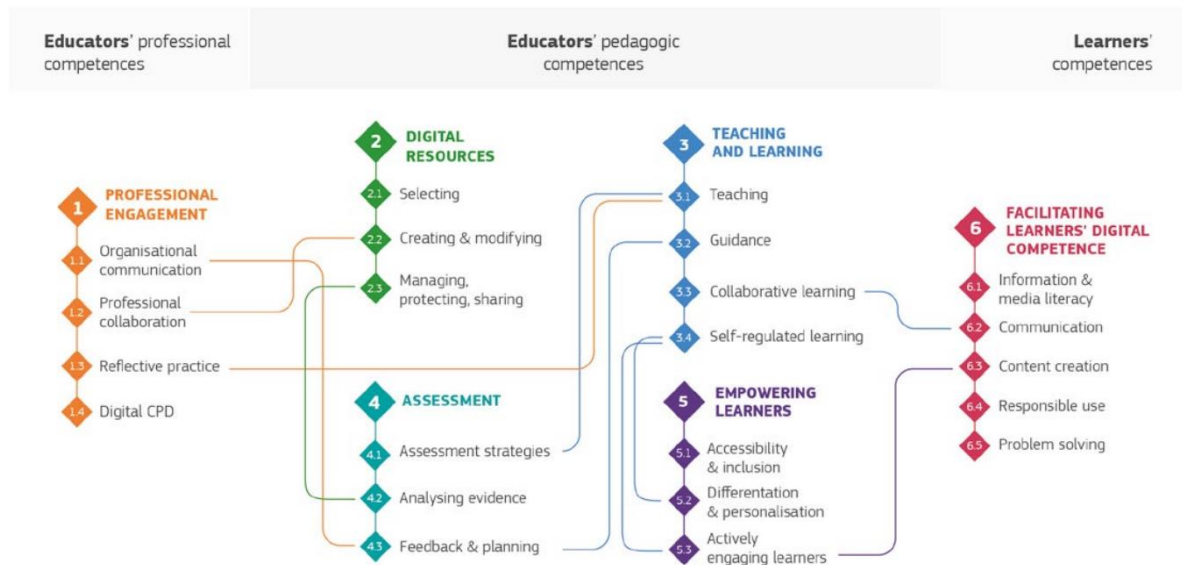 Educators' professional
competences
Educators' pedagogic
competences
Learners'
competences
1
PROFESSIONAL
ENGAGEMENT
1.1
Organisational
communication
1.2
Professional
collaboration
1.3
Reflective practice
1.4
Digital CPD
2
DIGITAL
RESOURCES
2.1
Selecting
2.2
Creating & modifying
2.3
Managing,
protecting, sharing
3
TEACHING
AND LEARNING
3.1
Teaching
3.2
Guidance
3.3
Collaborative learning
3.4
Self-regulated learning
4
ASSESSMENT
4.1
Assessment strategies
4.2
Analysing evidence
4.3
Feedback & planning
5
EMPOWERING
LEARNERS
5.1
Accessibility
& inclusion
5.2
Differentation
& personalisation
5.3
Actively
engaging learners
6
FACILITATING
LEARNERS' DIGITAL
COMPETENCE
6.1
Information &
media literacy
6.2
Communication
6.3
Content creation
6.4
Responsible use
6.5
Problem solving